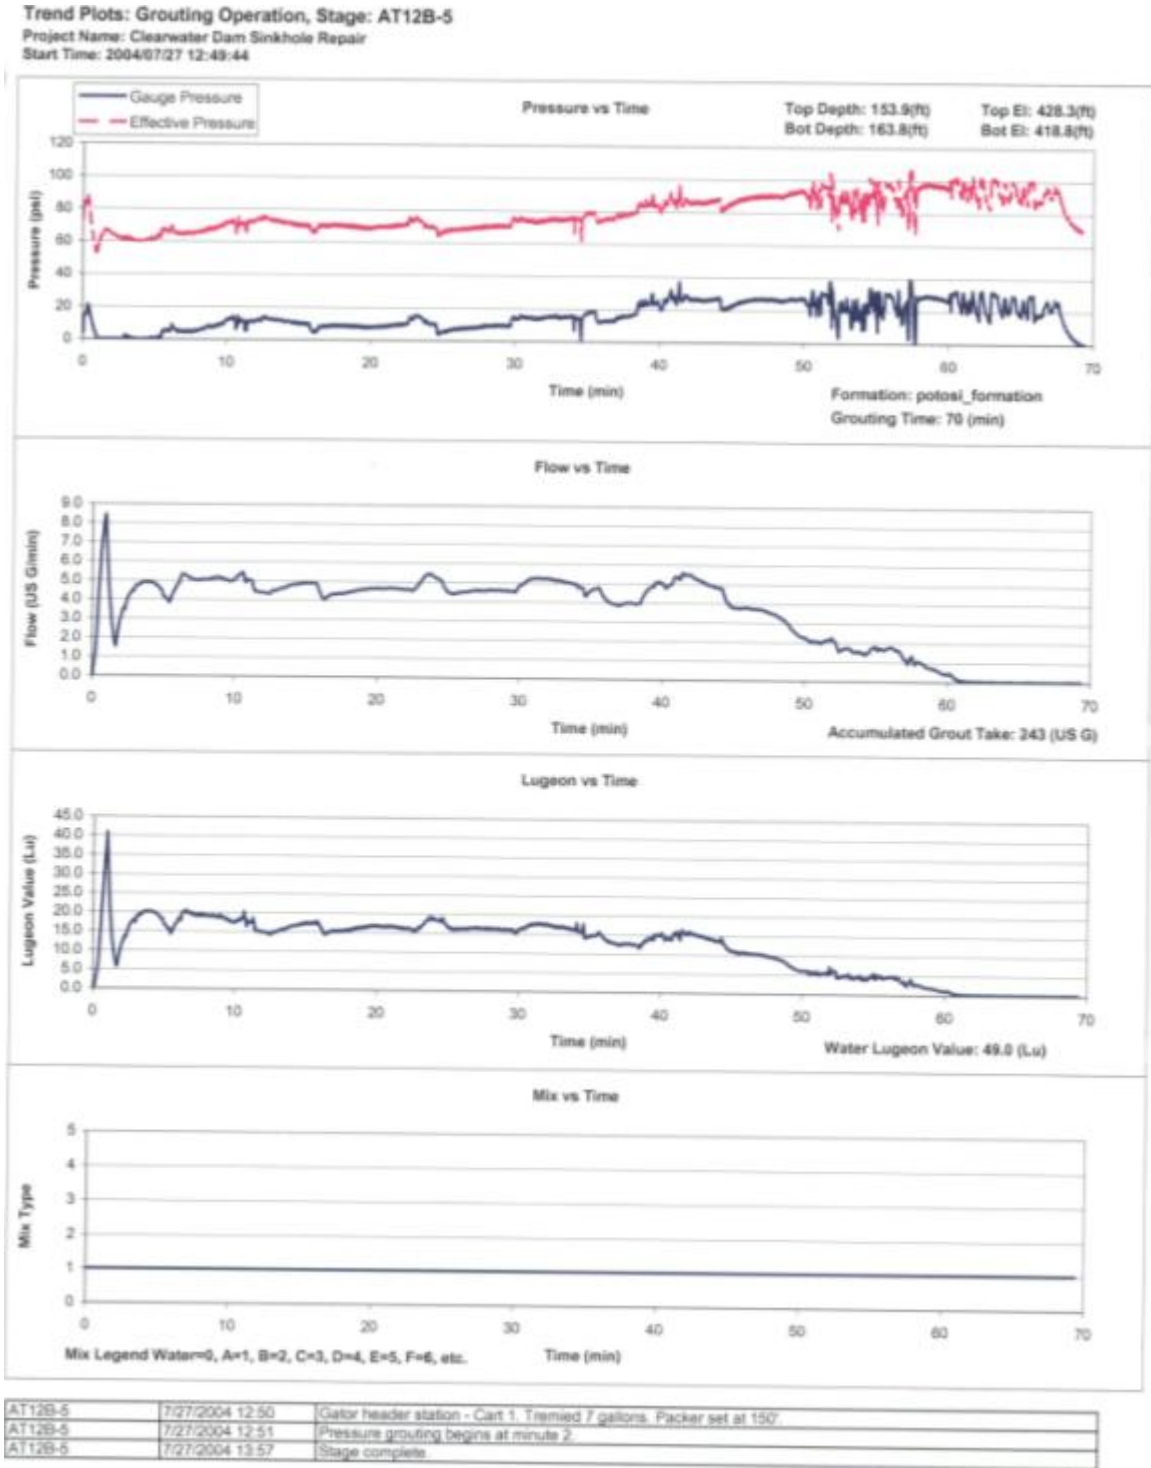 Trend Plots: Grouting Operation, Stage: AT12B-5
Project Name: Clearwater Dam Sinkhole Repair
Start Time: 2004/07/27 12:49:44
Gauge Pressure
Effective Pressure
Pressure vs Time
Top Depth: 153.9(ft) Top El: 428.3(ft)
Bot Depth: 163.8(ft) Bot El: 418.8(ft)
120
100
80
60
40
20
0
Pressure (psi)
0 10 20 30 40 50 60 70
Time (min)
Formation: potosi_formation
Grouting Time: 70 (min)
Flow vs Time
9.0
8.0
7.0
6.0
5.0
4.0
3.0
2.0
1.0
0.0
Flow (US G/min)
0 10 20 30 40 50 60 70
Time (min)
Accumulated Grout Take: 243 (US G)
Lugeon vs Time
45.0
40.0
35.0
30.0
25.0
20.0
15.0
10.0
5.0
0.0
Lugeon Value (Lu)
0 10 20 30 40 50 60 70
Time (min)
Water Lugeon Value: 49.0 (Lu)
Mix vs Time
5
4
3
2
1
0
Mix Type
0 10 20 30 40 50 60 70
Mix Legend Water=0, A=1, B=2, C=3, D=4, E=5, F=6, etc.
Time (min)
AT12B-5 7/27/2004 12:50 Gator header station - Cart 1. Tremied 7 gallons. Packer set at 150'.
AT12B-5 7/27/2004 12:51 Pressure grouting begins at minute 2.
AT12B-5 7/27/2004 13:57 Stage complete.